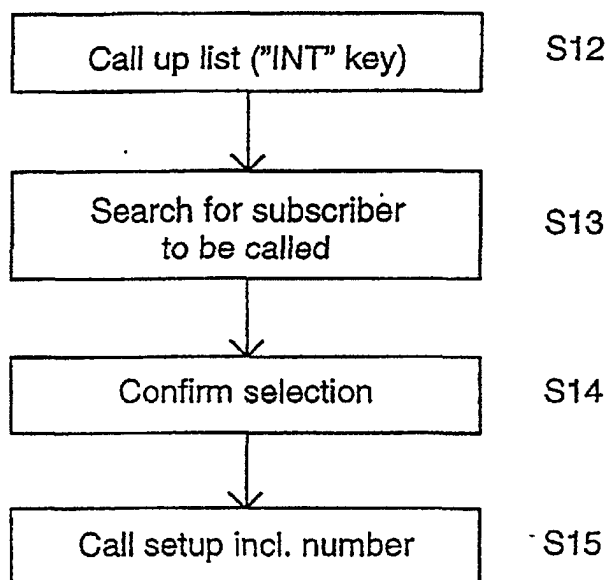 Call up list ("INT" key) S12
Search for subscriber
to be called S13
Confirm selection S14
Call setup incl. number S15